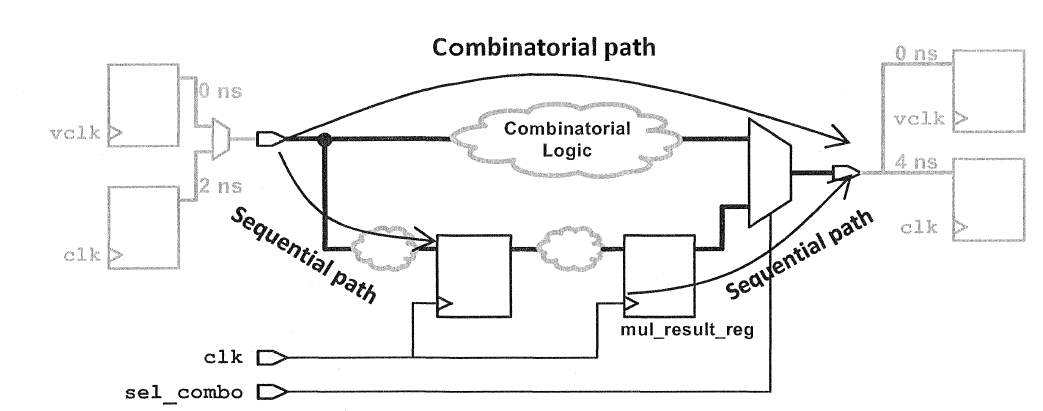 Combinatorial path
0 ns
0 ns
vclk
Combinatorial
Logic
vclk
2 ns
4 ns
clk
Sequential path
clk
Sequential path
mul_result_reg
clk
sel_combo